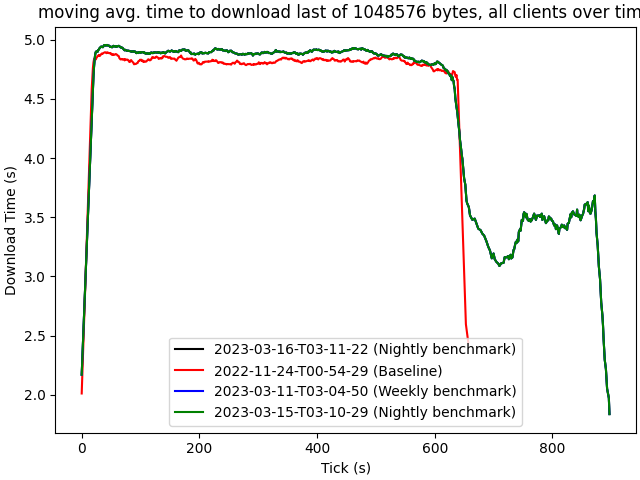 moving avg. time to download last of 1048576 bytes, all clients over tim
5.0
4.5
4.0
3.5
3.0
2.5
2.0
Download Time (s)
2023-03-16-T03-11-22 (Nightly benchmark)
2022-11-24-T00-54-29 (Baseline)
2023-03-11-T03-04-50 (Weekly benchmark)
2023-03-15-T03-10-29 (Nightly benchmark)
0 200 400 600 800
Tick (s)